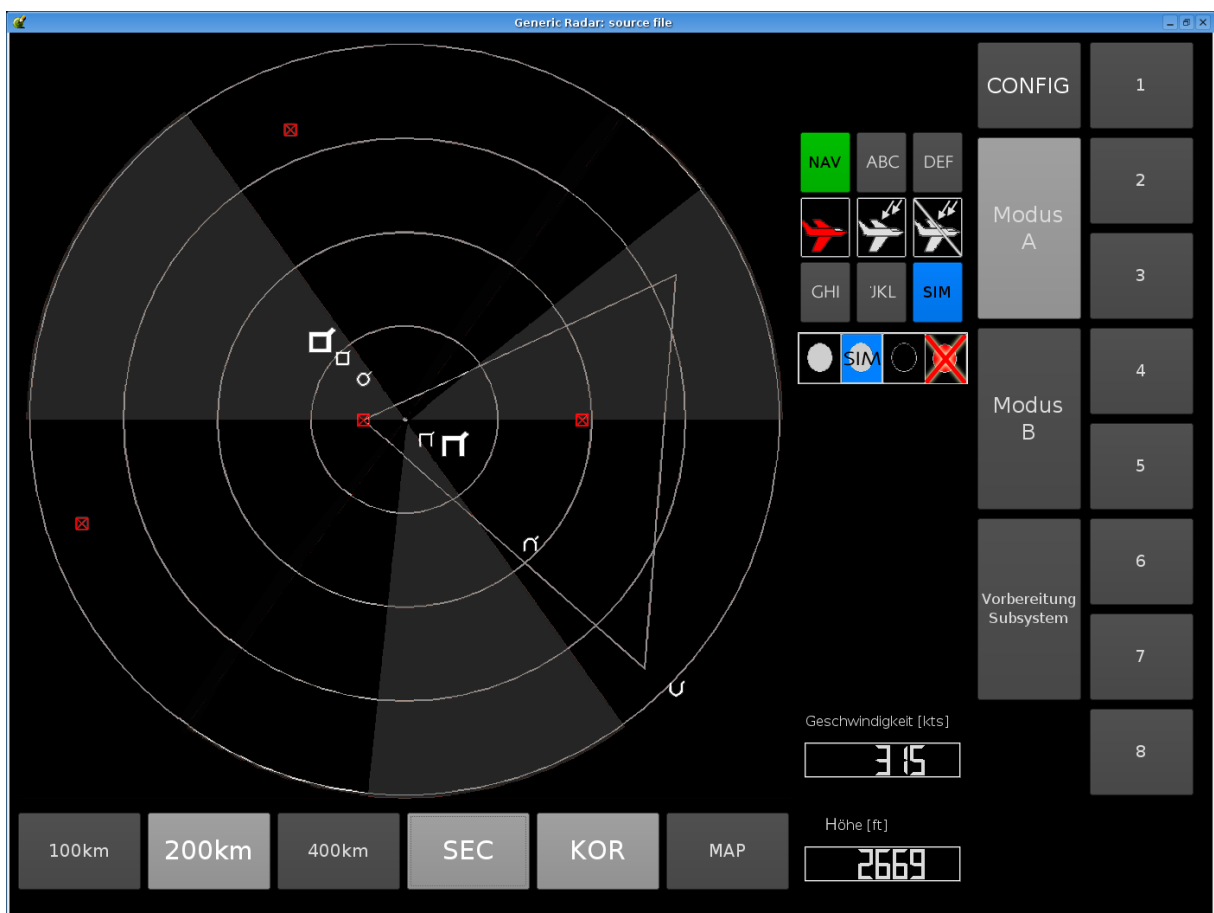 Generic Radar: source file
CONFIG
1
NAV
ABC
DEF
2
Modus
A
3
GHI
JKL
SIM
SIM
4
Modus
B
5
6
Vorbereitung
Subsystem
7
Geschwindigkeit [kts]
315
8
Höhe [ft]
2669
100km
200km
400km
SEC
KOR
MAP